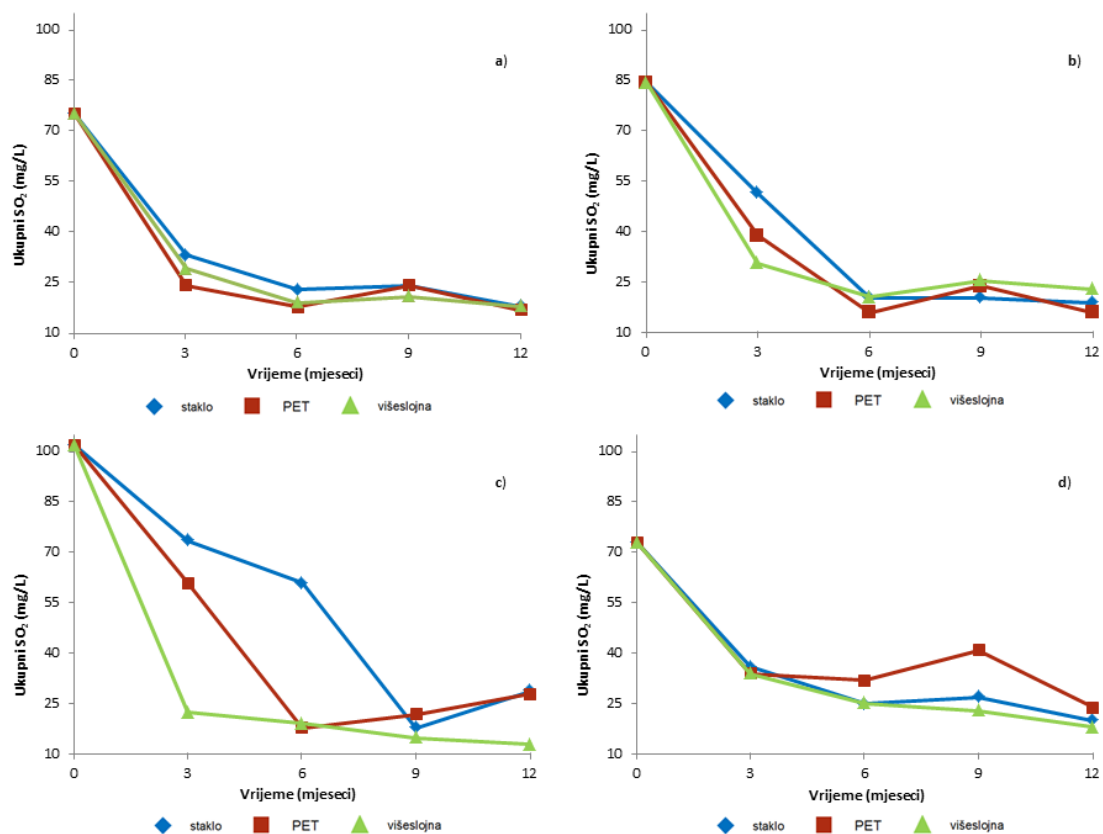 a)
Ukupni SO₂ (mg/L)
100
85
70
55
40
25
10
0 3 6 9 12
Vrijeme (mjeseci)
staklo PET višeslojna
b)
Ukupni SO₂ (mg/L)
100
85
70
55
40
25
10
0 3 6 9 12
Vrijeme (mjeseci)
staklo PET višeslojna
c)
Ukupni SO₂ (mg/L)
100
85
70
55
40
25
10
0 3 6 9 12
Vrijeme (mjeseci)
staklo PET višeslojna
d)
Ukupni SO₂ (mg/L)
100
85
70
55
40
25
10
0 3 6 9 12
Vrijeme (mjeseci)
staklo PET višeslojna